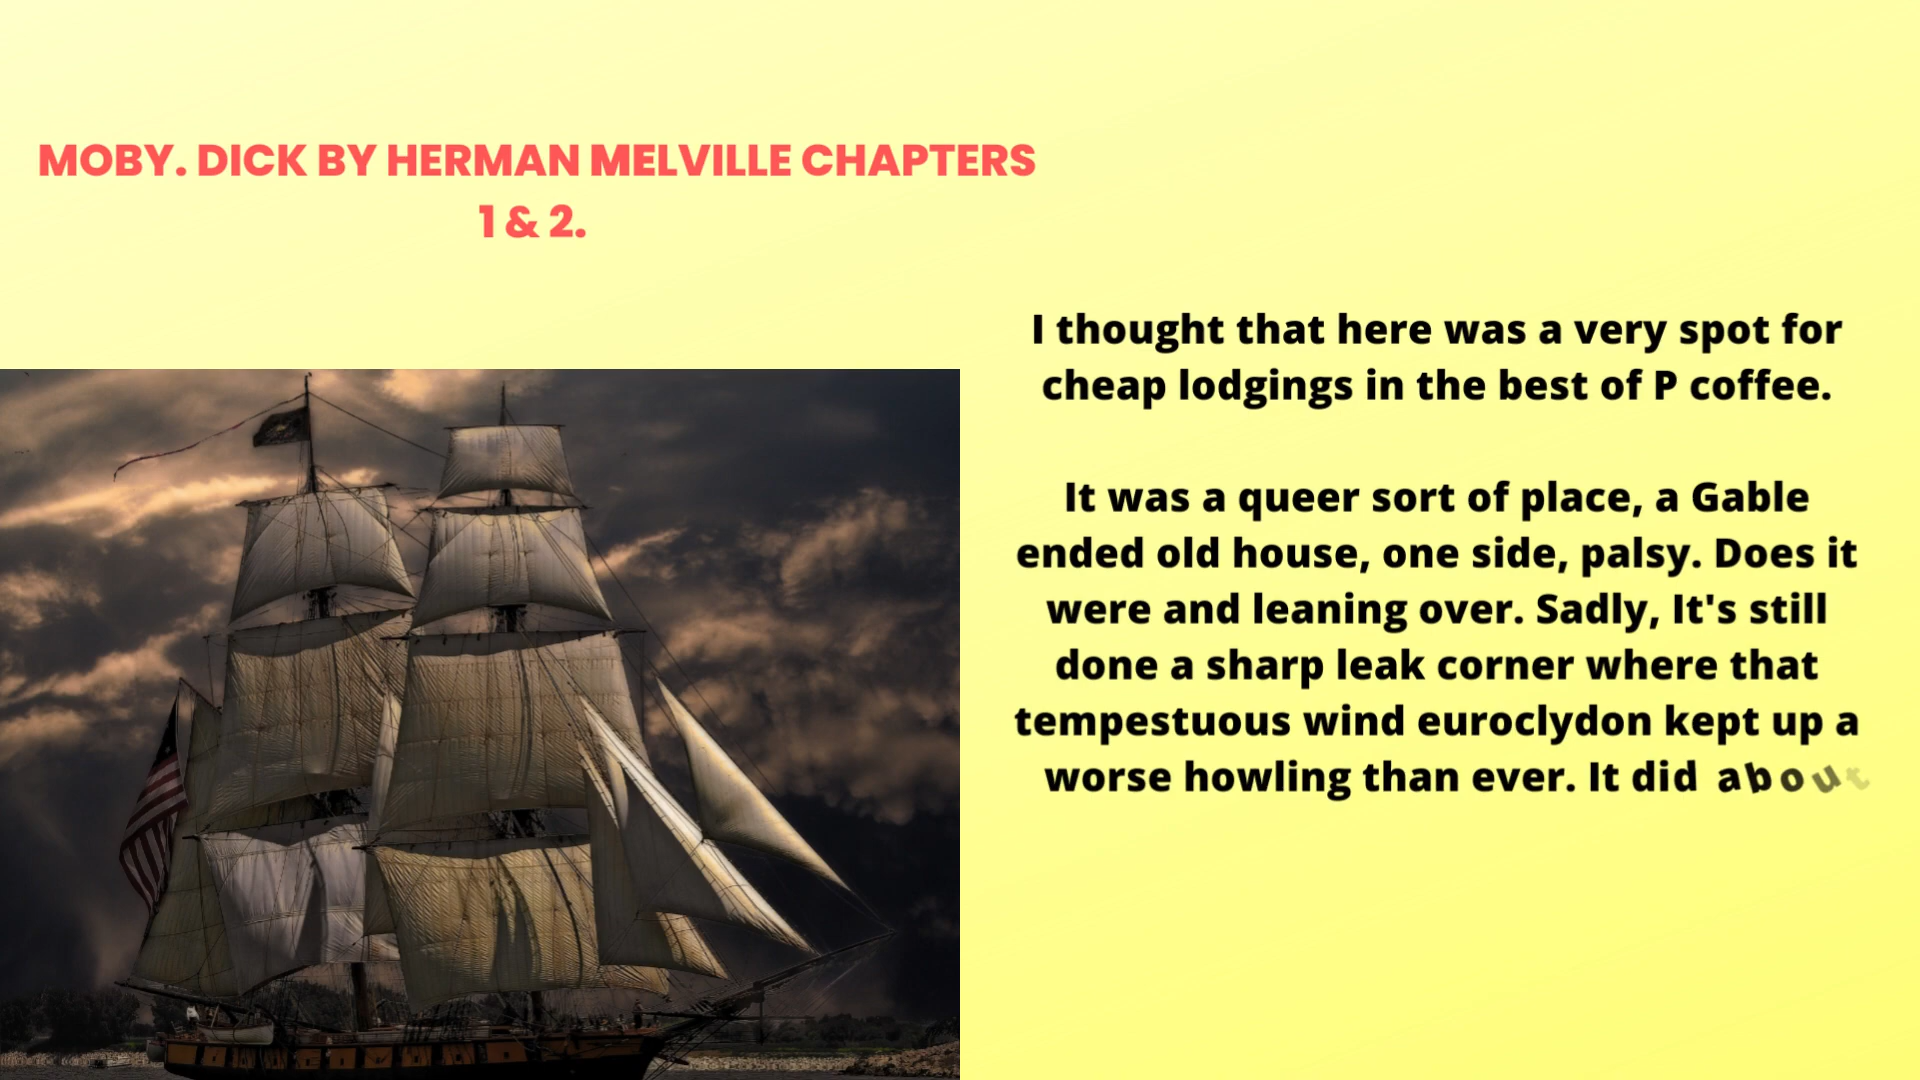 MOBY. DICK BY HERMAN MELVILLE CHAPTERS
1 & 2.
I thought that here was a very spot for
cheap lodgings in the best of P coffee.
It was a queer sort of place, a Gable
ended old house, one side, palsy. Does it
were and leaning over. Sadly, It's still
done a sharp leak corner where that
tempestuous wind euroclydon kept up a
worse howling than ever. It did about